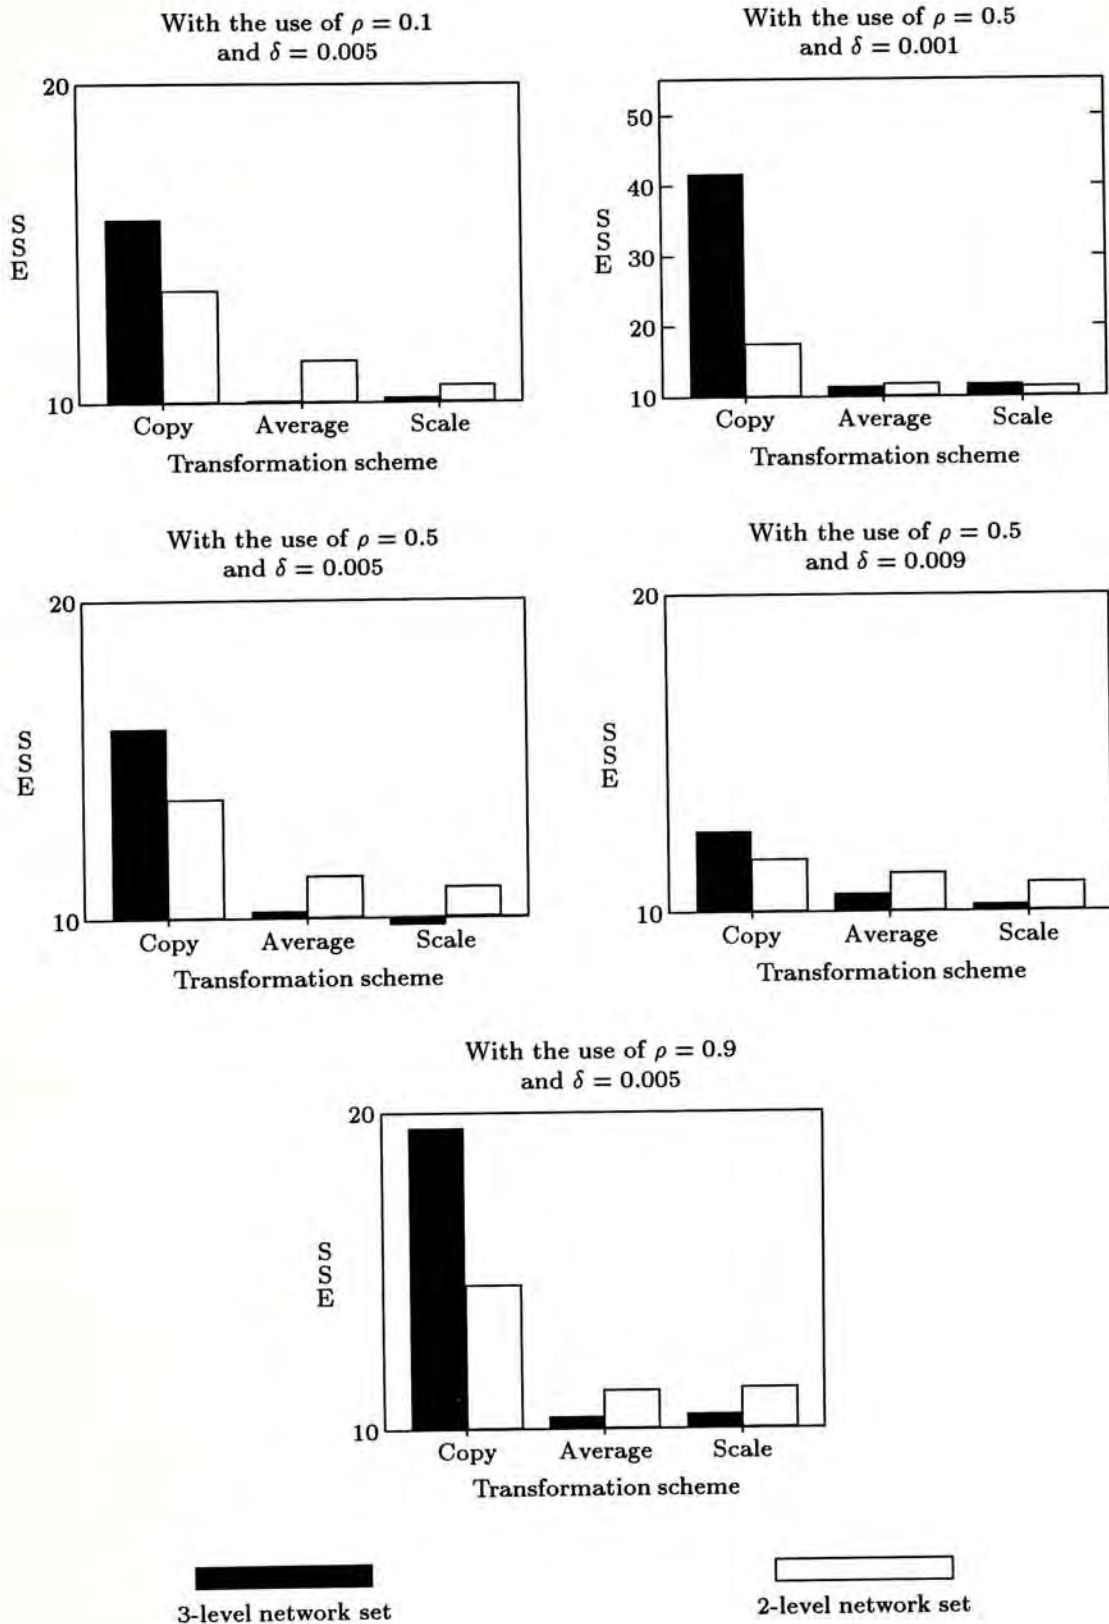 With the use of ρ = 0.1
and δ = 0.005
20
S
S
E
10
Copy Average Scale
Transformation scheme
With the use of ρ = 0.5
and δ = 0.001
50
40
S
S
E
30
20
10
Copy Average Scale
Transformation scheme
With the use of ρ = 0.5
and δ = 0.005
20
S
S
E
10
Copy Average Scale
Transformation scheme
With the use of ρ = 0.5
and δ = 0.009
20
S
S
E
10
Copy Average Scale
Transformation scheme
With the use of ρ = 0.9
and δ = 0.005
20
S
S
E
10
Copy Average Scale
Transformation scheme
3-level network set
2-level network set